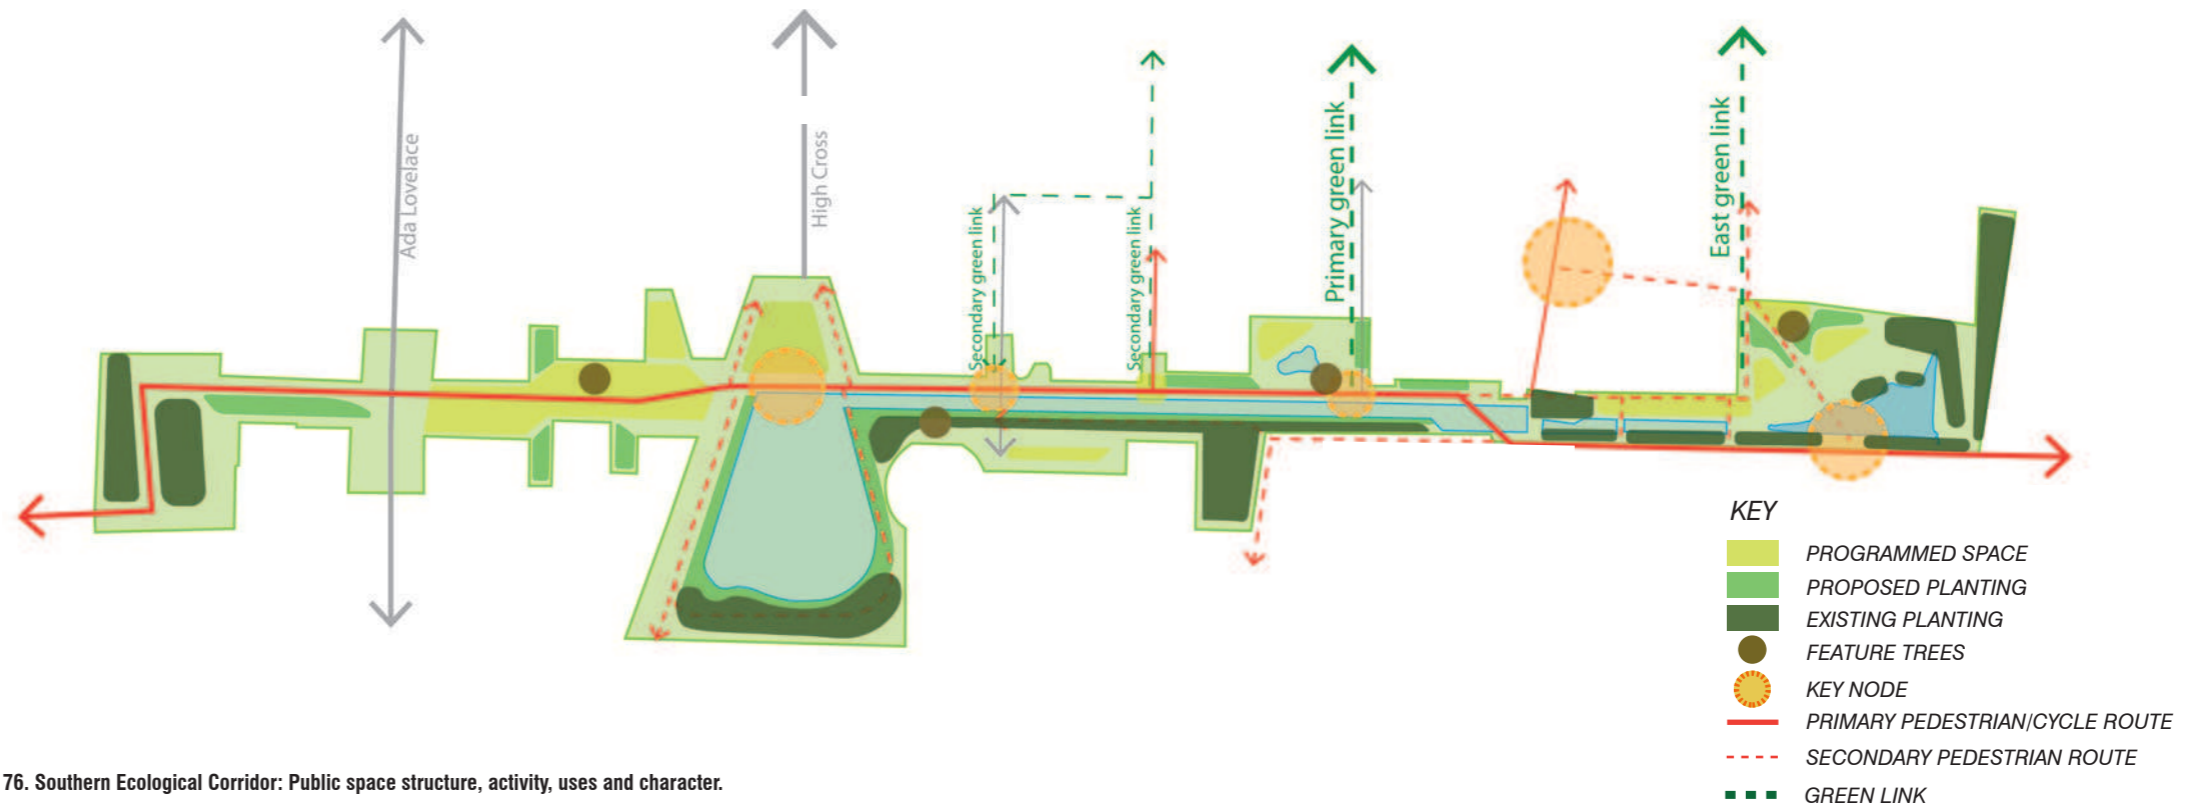 Ada Lovelace
High Cross
Secondary green link
Secondary green link
Primary green link
East green link
KEY
PROGRAMMED SPACE
PROPOSED PLANTING
EXISTING PLANTING
FEATURE TREES
KEY NODE
PRIMARY PEDESTRIAN/CYCLE ROUTE
SECONDARY PEDESTRIAN ROUTE
GREEN LINK
76. Southern Ecological Corridor: Public space structure, activity, uses and character.